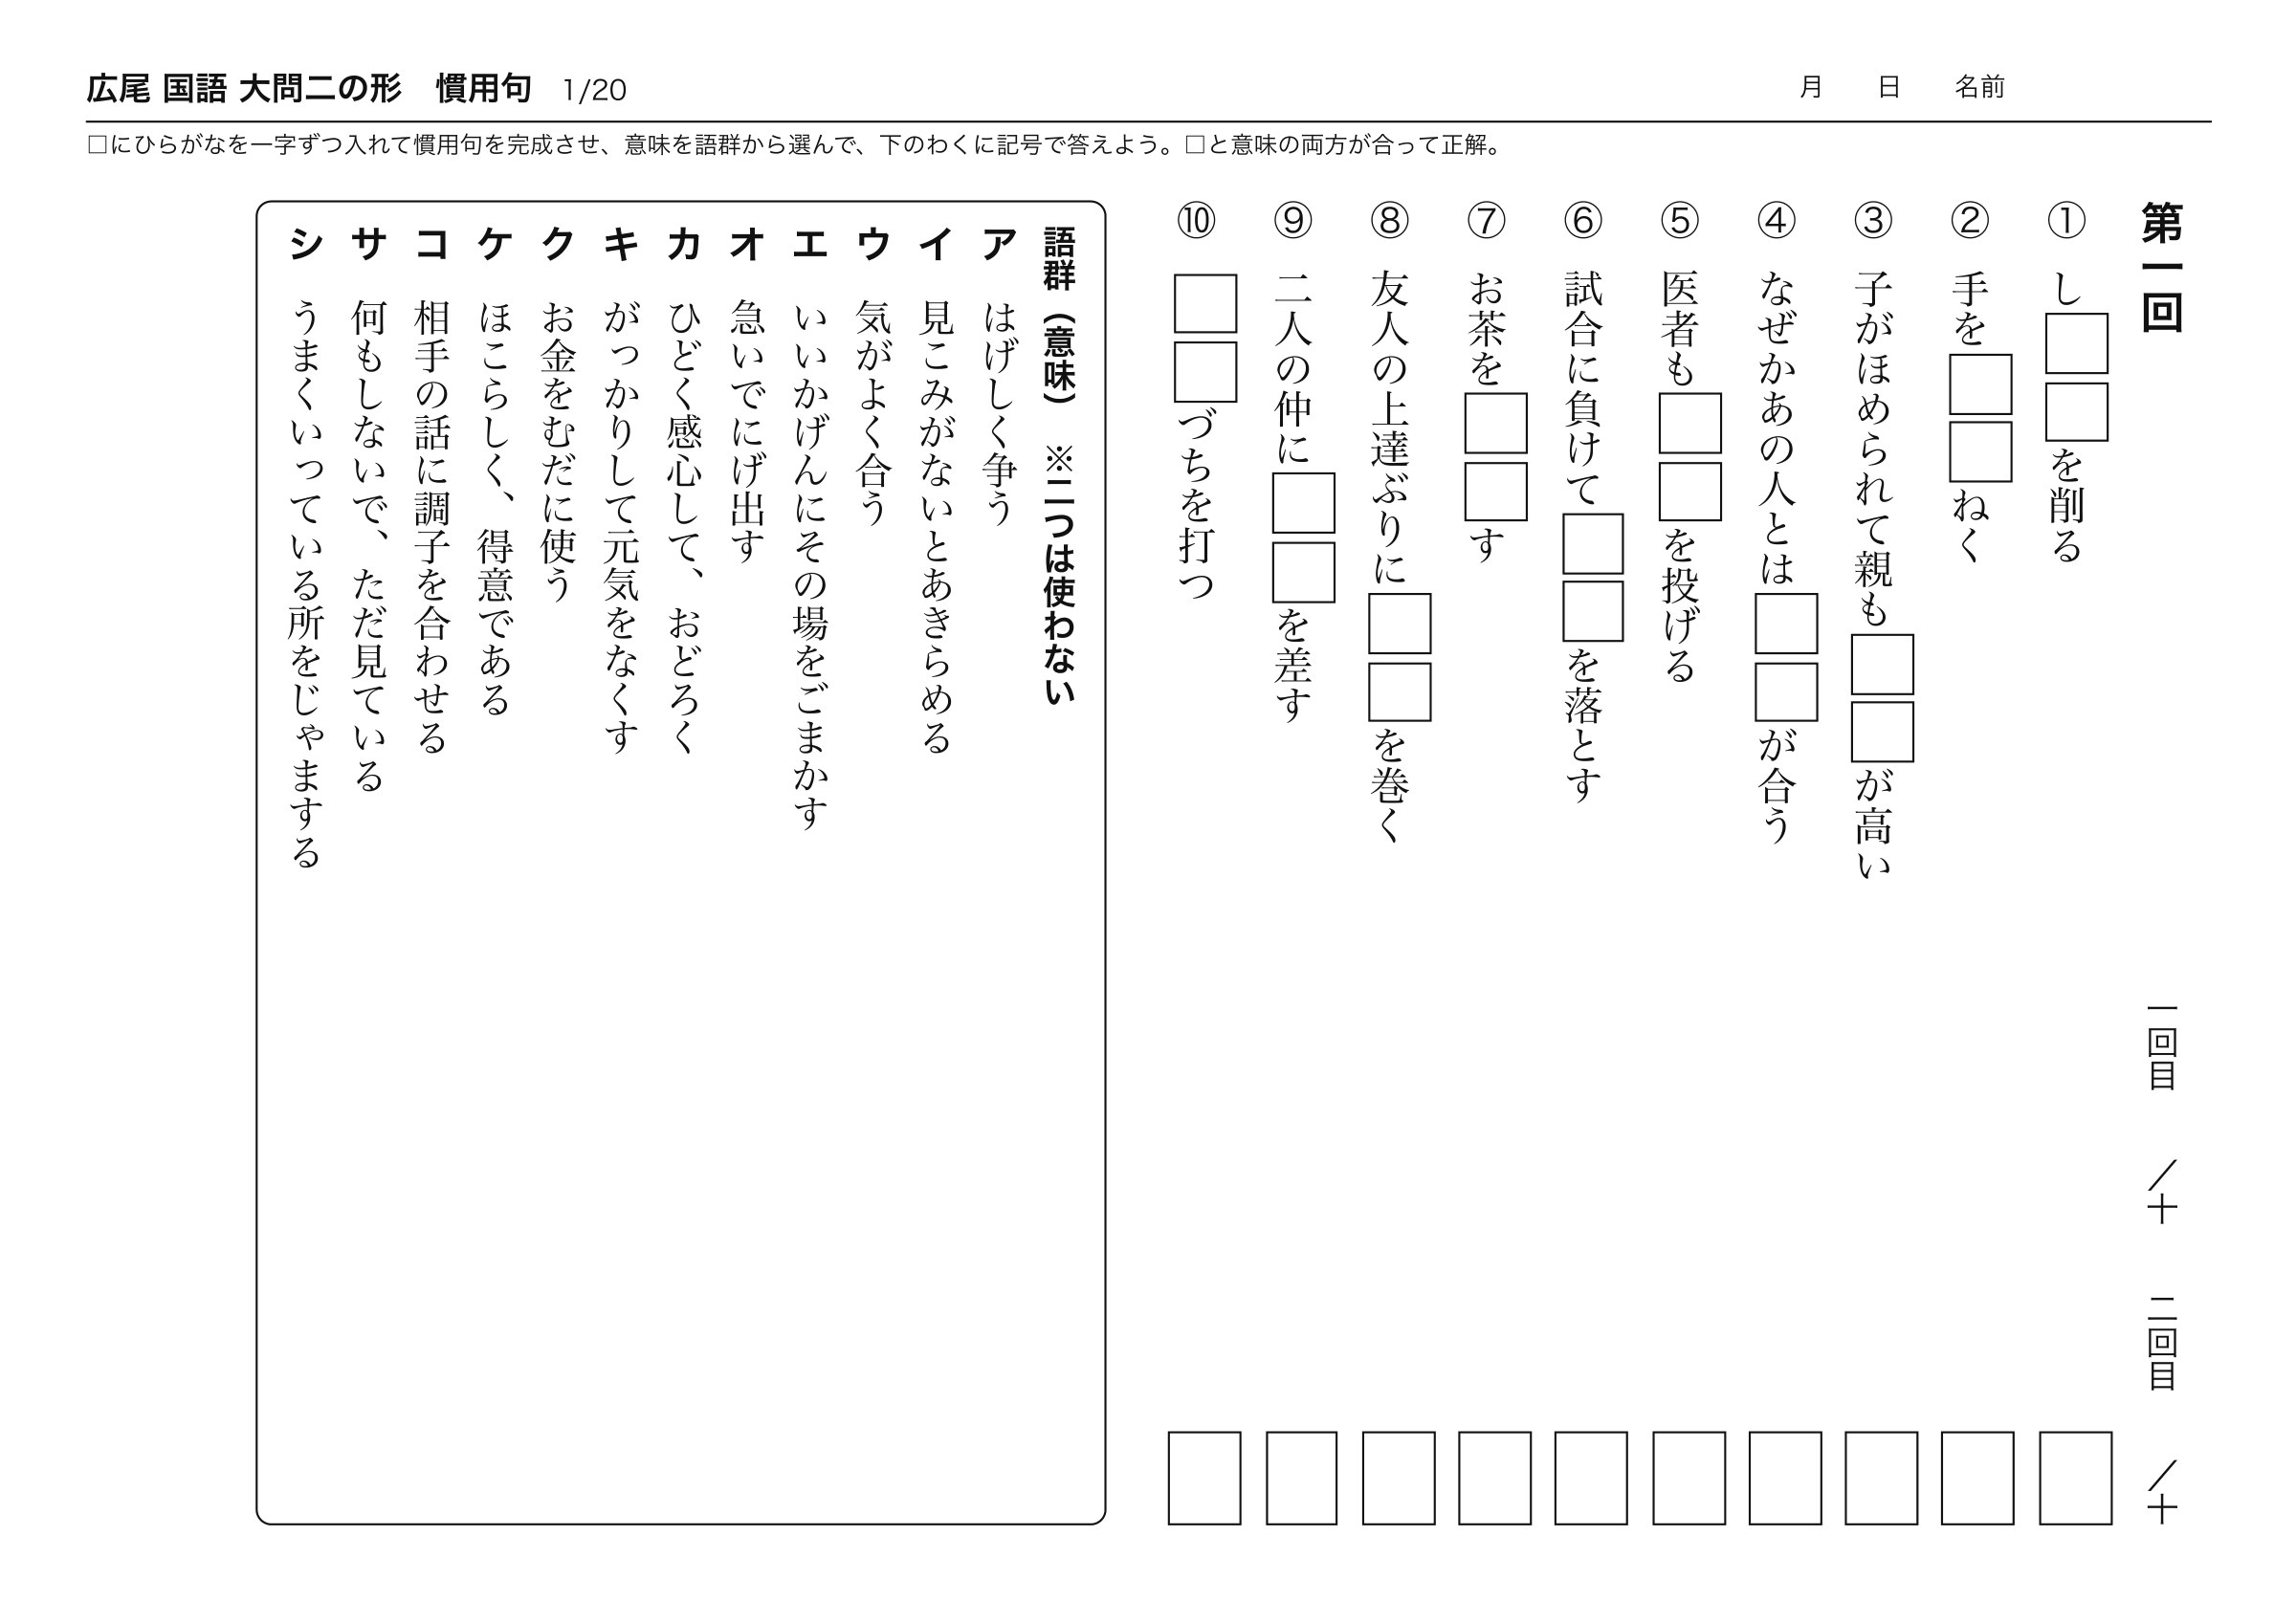 広尾 国語 大問二の形　慣用句　1/20
月　日　名前
□にひらがなを一字ずつ入れて慣用句を完成させ、意味を語群から選んで、下のわくに記号で答えよう。□と意味の両方が合って正解。
第一回　一回目　／十　二回目　／十
① し□□を削る
② 手を□□ねく
③ 子がほめられて親も□□が高い
④ なぜかあの人とは□□が合う
⑤ 医者も□□を投げる
⑥ 試合に負けて□□を落とす
⑦ お茶を□□す
⑧ 友人の上達ぶりに□□を巻く
⑨ 二人の仲に□□を差す
⑩ □□づちを打つ
語群（意味）　※二つは使わない
ア　はげしく争う
イ　見こみがないとあきらめる
ウ　気がよく合う
エ　いいかげんにその場をごまかす
オ　急いでにげ出す
カ　ひどく感心して、おどろく
キ　がっかりして元気をなくす
ク　お金をむだに使う
ケ　ほこらしく、得意である
コ　相手の話に調子を合わせる
サ　何もしないで、ただ見ている
シ　うまくいっている所をじゃまする